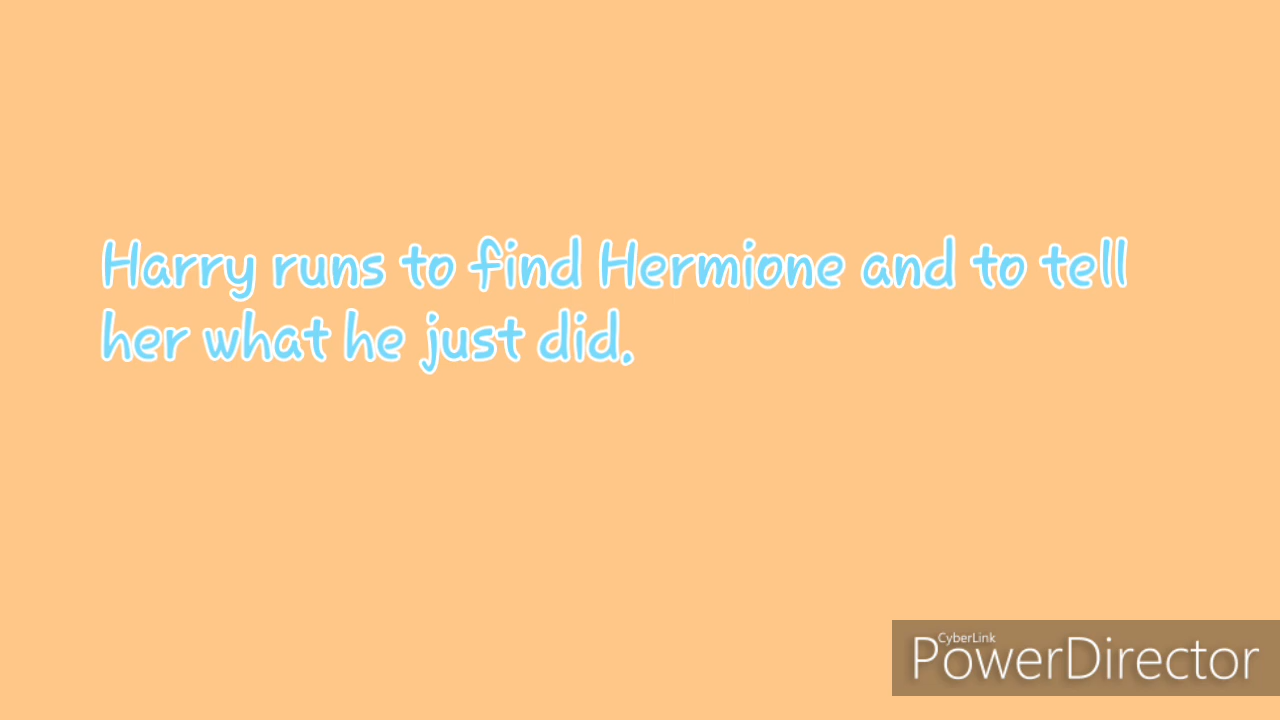 Harry runs to find Hermione and to tell
her what he just did.
CyberLink
PowerDirector